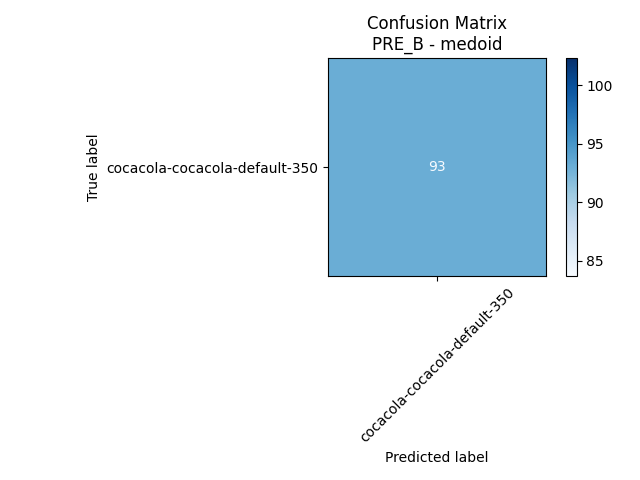 Confusion Matrix
PRE_B - medoid
True label
cocacola-cocacola-default-350
93
100
95
90
85
cocacola-cocacola-default-350
Predicted label